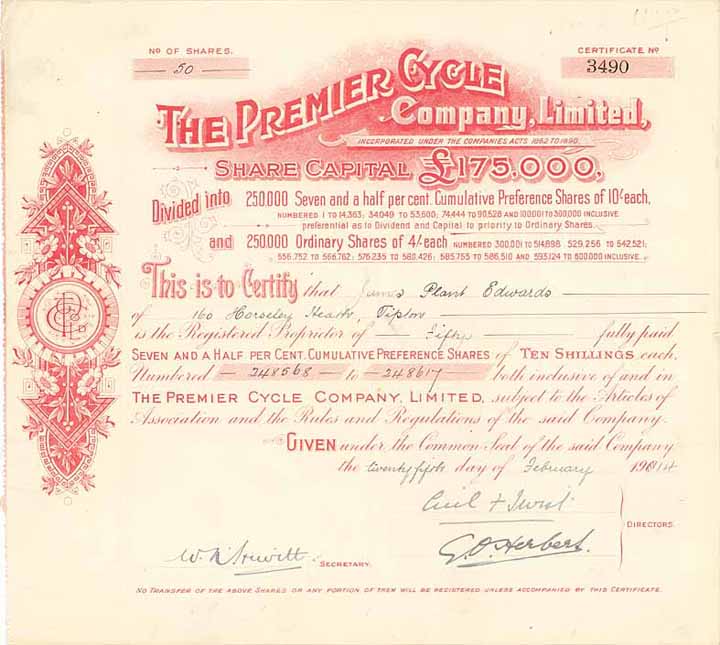 NO OF SHARES.
50
CERTIFICATE NO
3490
THE PREMIER CYCLE
Company, Limited,
INCORPORATED UNDER THE COMPANIES ACTS 1862 TO 1890.
SHARE CAPITAL £175.000,
Divided into 250.000 Seven and a half per cent. Cumulative Preference Shares of 10/- each,
NUMBERED 1 TO 14,363; 34049 TO 53,600; 74,444 TO 90,528 AND 100001 TO 300,000 INCLUSIVE
preferential as to Dividend and Capital to priority to Ordinary Shares.
and 250.000 Ordinary Shares of 4/- each NUMBERED 300,001 TO 514,898. 529,256 TO 542,521;
556,752 TO 566,762; 576,235 TO 580,426; 585,755 TO 586,510 AND 593,124 TO 600,000 INCLUSIVE.
This is to Certify that James Plant Edwards
of 160 Horseley Heath, Tipton
is the Registered Proprietor of Fifty fully paid
SEVEN AND A HALF PER CENT. CUMULATIVE PREFERENCE SHARES of TEN SHILLINGS each,
Numbered 248568 to 248617 both inclusive of and in
THE PREMIER CYCLE COMPANY, LIMITED, subject to the Articles of
Association and the Rules and Regulations of the said Company.
GIVEN under the Common Seal of the said Company
the twenty fifth day of February 1914
DIRECTORS.
G. O. Herbert.
SECRETARY.
NO TRANSFER OF THE ABOVE SHARES OR ANY PORTION OF THEM WILL BE REGISTERED UNLESS ACCOMPANIED BY THIS CERTIFICATE.